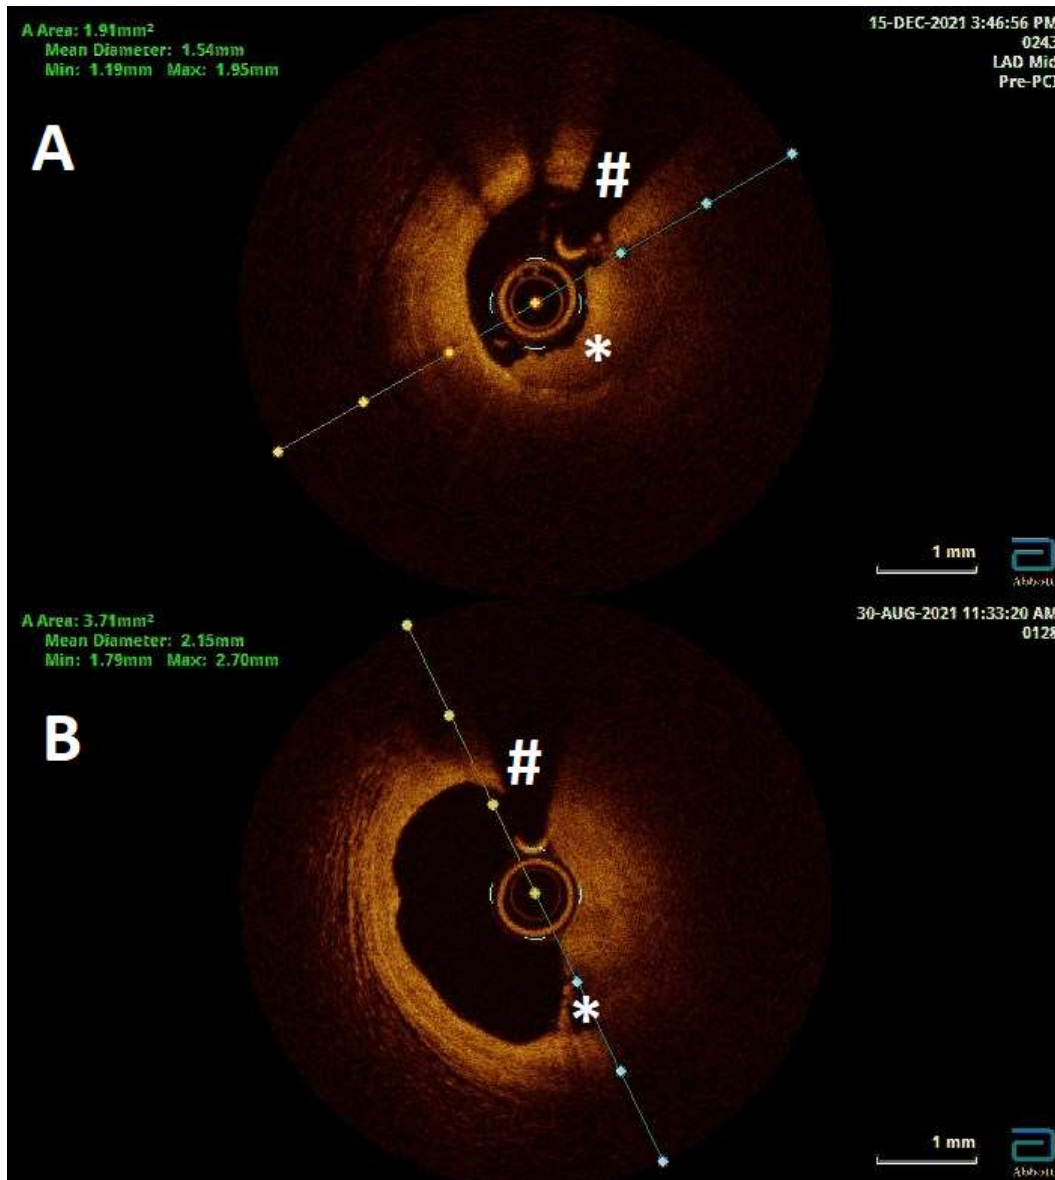 A Area: 1.91mm²
Mean Diameter: 1.54mm
Min: 1.19mm Max: 1.95mm
15-DEC-2021 3:46:56 PM
0243
LAD Mid
Pre-PCI
A
#
*
1 mm
Abbott
A Area: 3.71mm²
Mean Diameter: 2.15mm
Min: 1.79mm Max: 2.70mm
30-AUG-2021 11:33:20 AM
0128
B
#
*
1 mm
Abbott